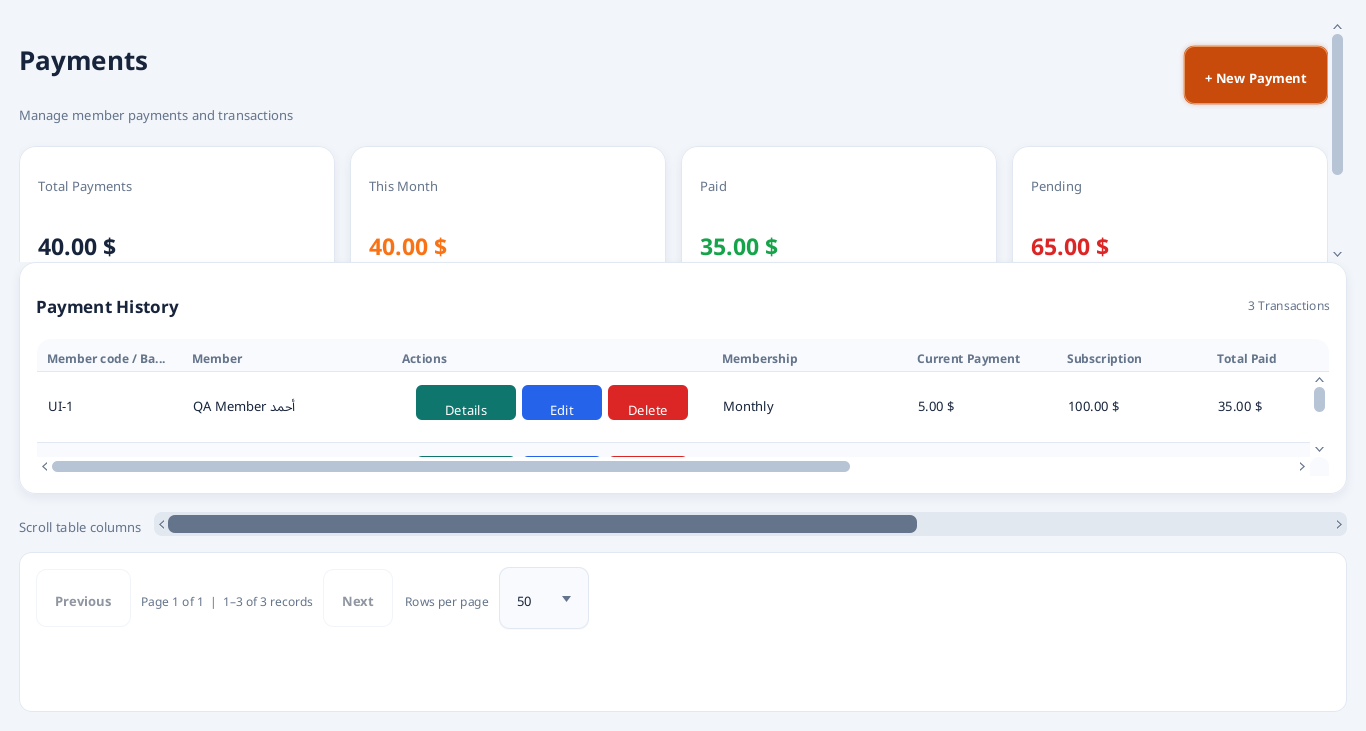 Payments
+ New Payment
Manage member payments and transactions
Total Payments
This Month
Paid
Pending
40.00 $
40.00 $
35.00 $
65.00 $
Payment History
3 Transactions
Member code / Ba...
Member
Actions
Membership
Current Payment
Subscription
Total Paid
UI-1
QA Member أحمد
Details
Edit
Delete
Monthly
5.00 $
100.00 $
35.00 $
Scroll table columns
Previous
Page 1 of 1 | 1–3 of 3 records
Next
Rows per page
50